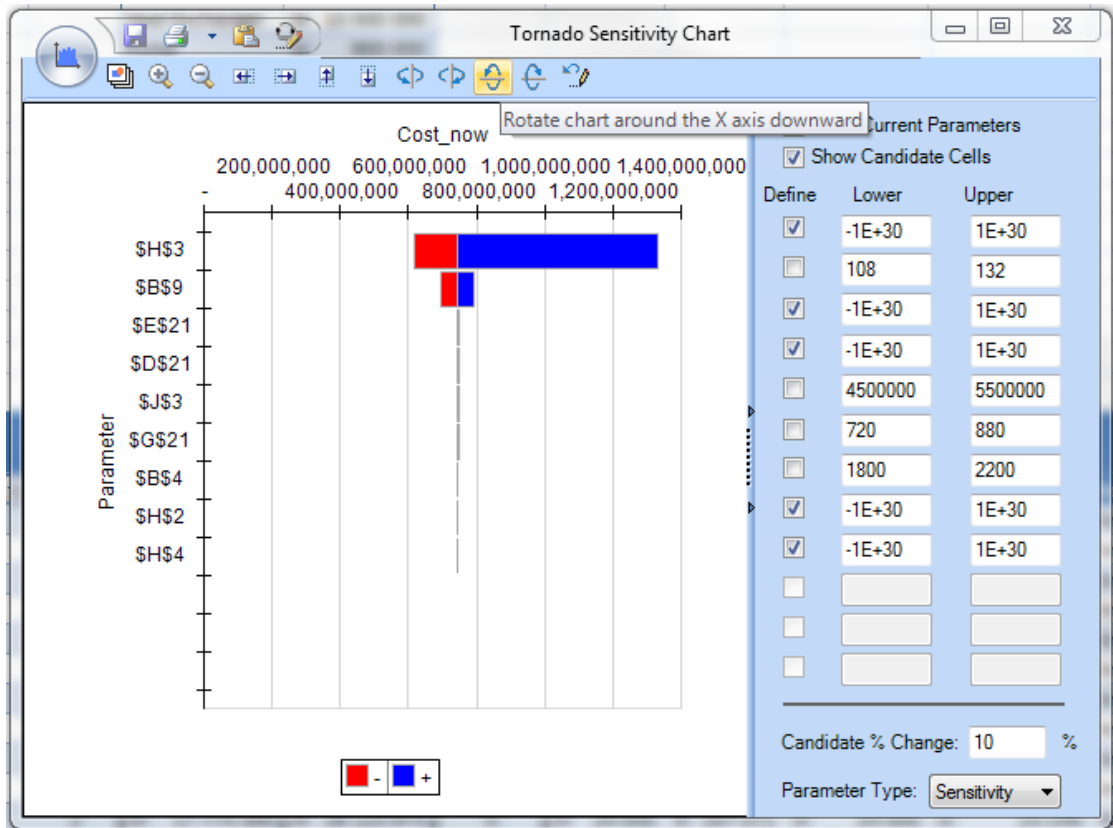 Tornado Sensitivity Chart
Rotate chart around the X axis downward
Current Parameters
Show Candidate Cells
Define Lower Upper
-1E+30 1E+30
108 132
-1E+30 1E+30
-1E+30 1E+30
4500000 5500000
720 880
1800 2200
-1E+30 1E+30
-1E+30 1E+30
Candidate % Change: 10 %
Parameter Type: Sensitivity
Cost_now
200,000,000 600,000,000 1,000,000,000 1,400,000,000
- 400,000,000 800,000,000 1,200,000,000
Parameter
$H$3
$B$9
$E$21
$D$21
$J$3
$G$21
$B$4
$H$2
$H$4
- +